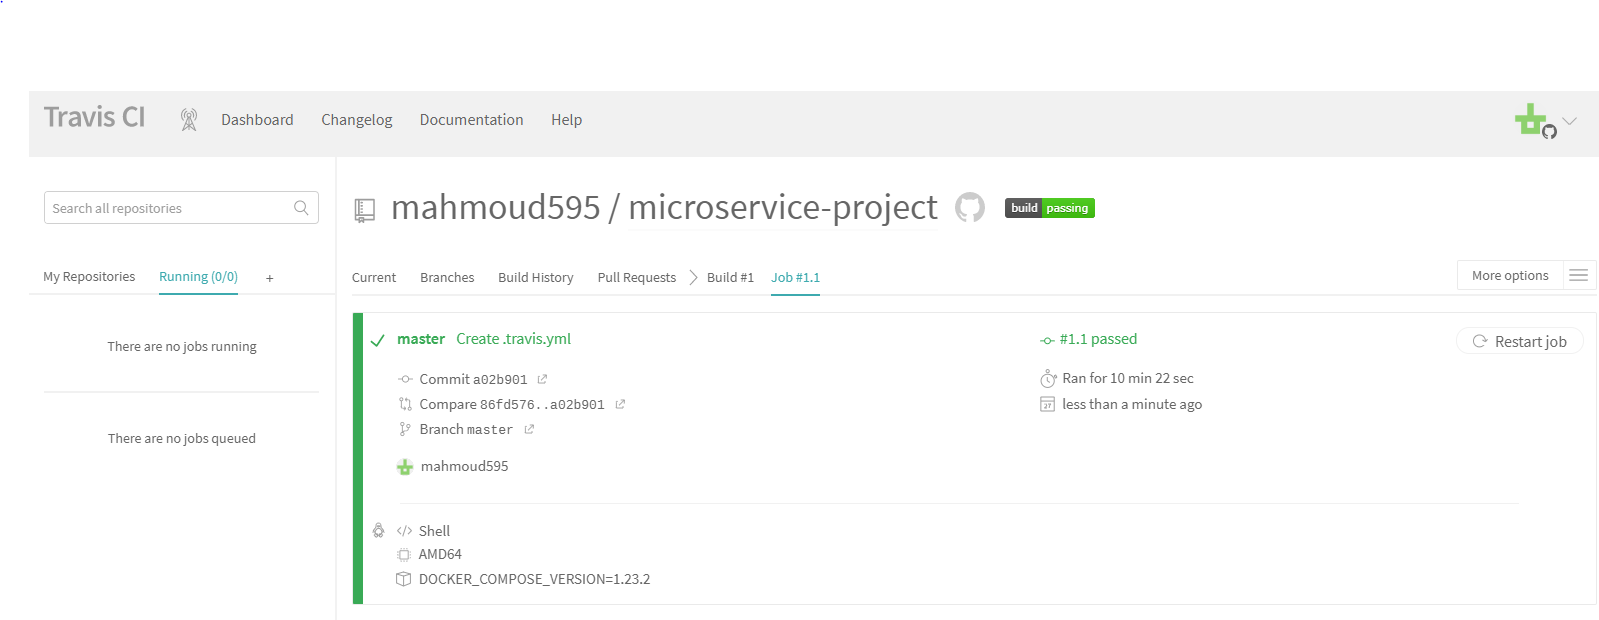 Travis CI Dashboard Changelog Documentation Help
Search all repositories
mahmoud595 / microservice-project build passing
My Repositories Running (0/0) +
Current Branches Build History Pull Requests Build #1 Job #1.1 More options
There are no jobs running
There are no jobs queued
master Create .travis.yml #1.1 passed Restart job
Commit a02b901 Ran for 10 min 22 sec
Compare 86fd576..a02b901 less than a minute ago
Branch master
mahmoud595
</> Shell
AMD64
DOCKER_COMPOSE_VERSION=1.23.2